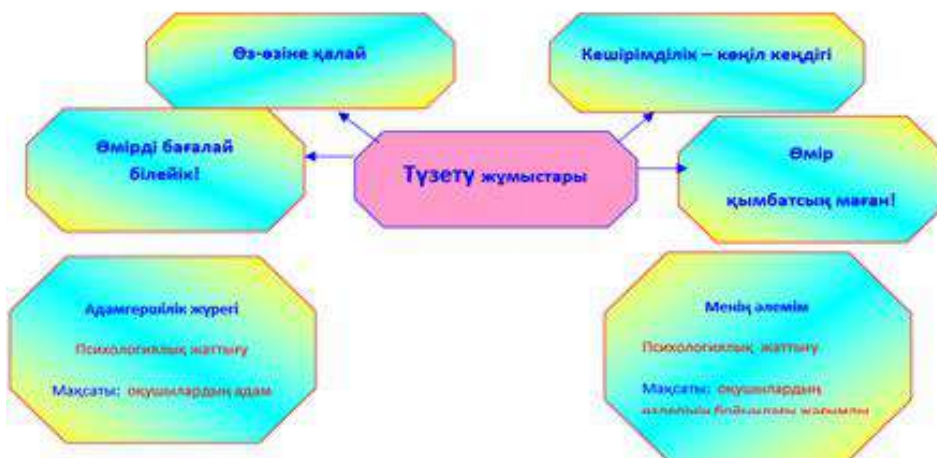 Өз-өзіне қалай
Кешірімділік – көңіл кеңдігі
Өмірді бағалай
білейік!
Түзету жұмыстары
Өмір
қымбатсың маған!
Адамгершілік жүрегі
Психологиялық жаттығу
Мақсаты: оқушылардың адам
Менің әлемім
Психологиялық жаттығу
Мақсаты: оқушылардың